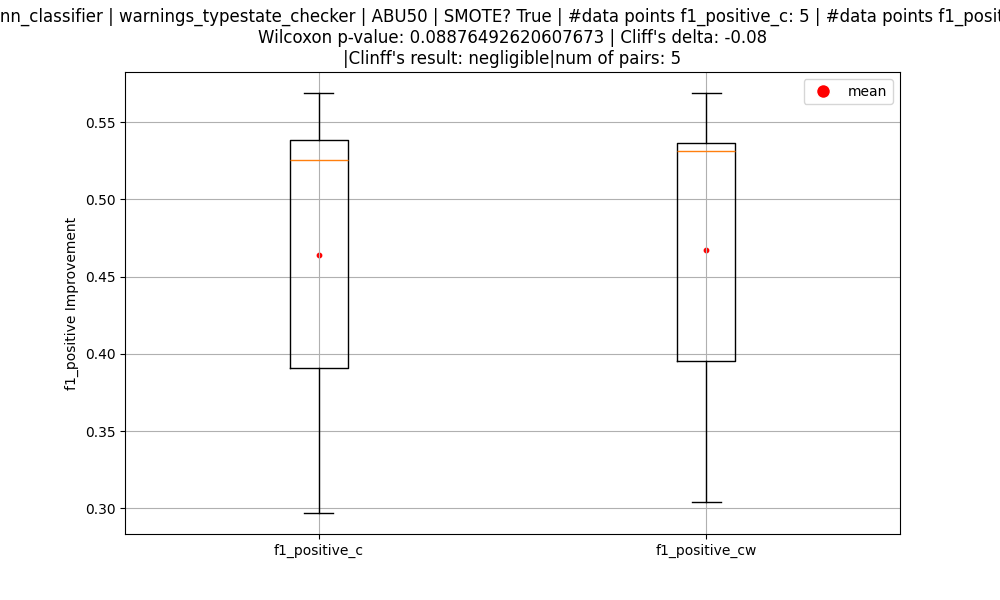 nn_classifier | warnings_typestate_checker | ABU50 | SMOTE? True | #data points f1_positive_c: 5 | #data points f1_posit
Wilcoxon p-value: 0.08876492620607673 | Cliff's delta: -0.08
|Clinff's result: negligible|num of pairs: 5
mean
f1_positive Improvement
0.55
0.50
0.45
0.40
0.35
0.30
f1_positive_c
f1_positive_cw